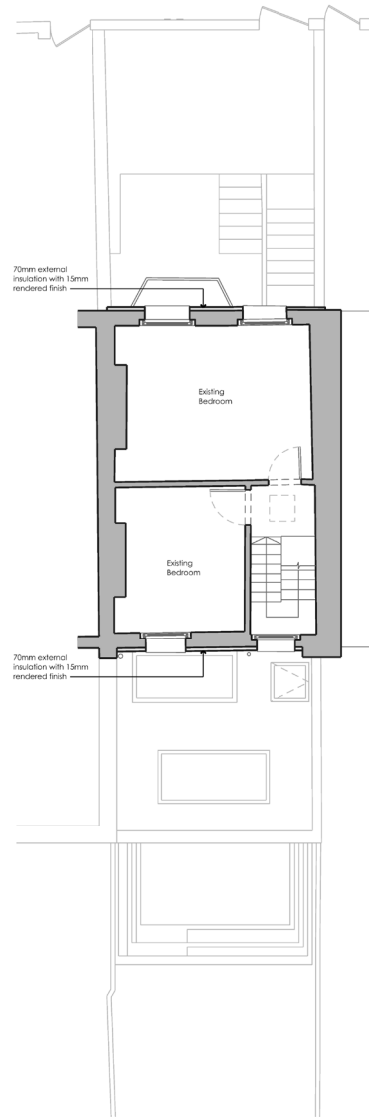 70mm external
insulation with 15mm
rendered finish
Existing
Bedroom
Existing
Bedroom
70mm external
insulation with 15mm
rendered finish